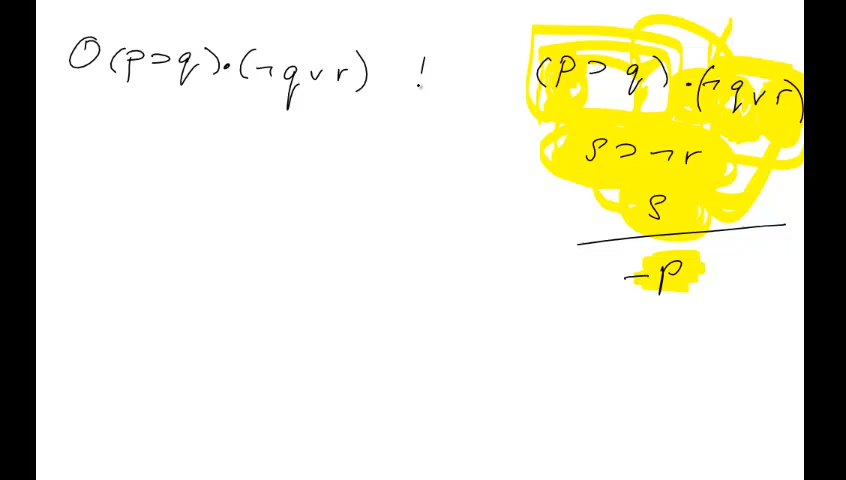 ① (p ⊃ q) • (¬ q ∨ r) !
(p ⊃ q) • (¬ q ∨ r)
s ⊃ ¬ r
s
¬ p